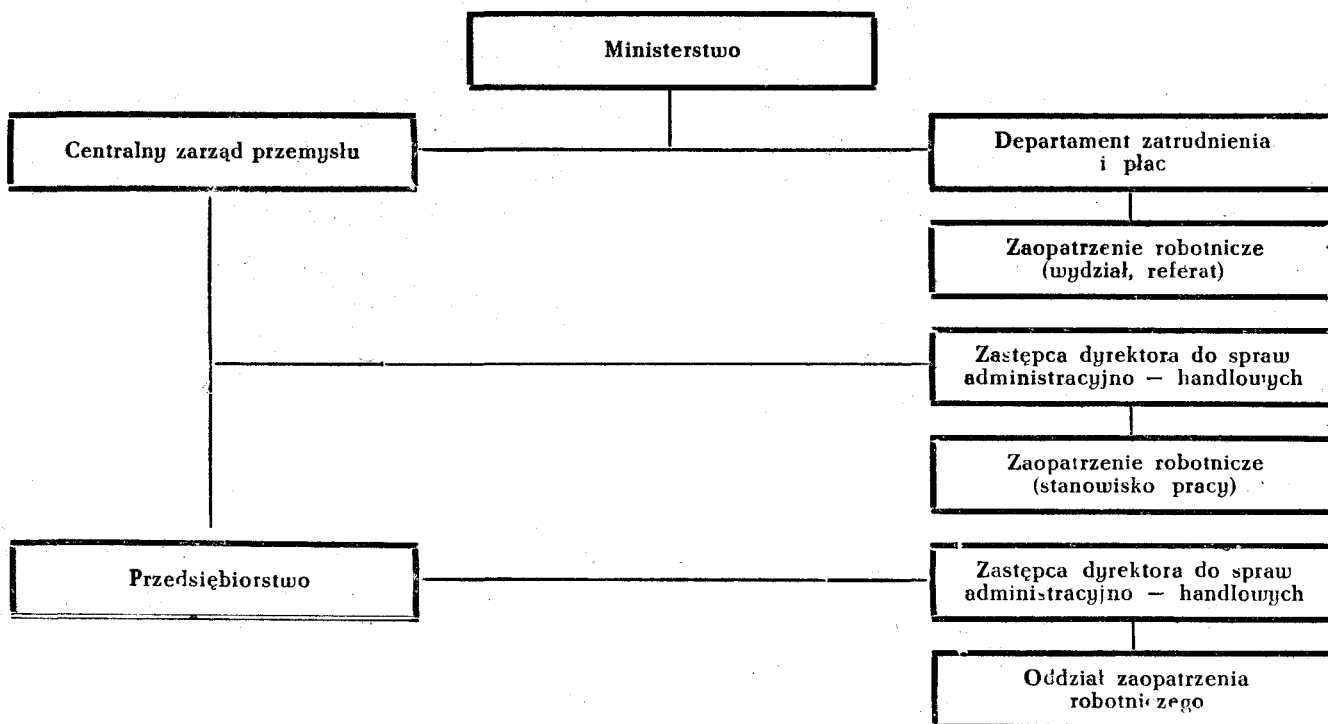 Ministerstwo
Centralny zarząd przemysłu
Departament zatrudnienia
i płac
Zaopatrzenie robotnicze
(wydział, referat)
Zastępca dyrektora do spraw
administracyjno — handlowych
Zaopatrzenie robotnicze
(stanowisko pracy)
Przedsiębiorstwo
Zastępca dyrektora do spraw
administracyjno — handlowych
Oddział zaopatrzenia
robotniczego